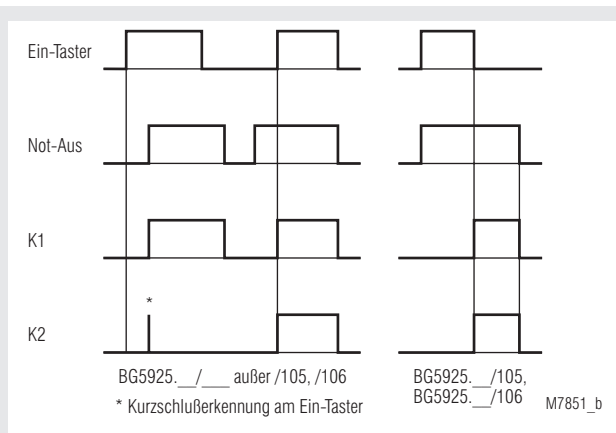 Ein-Taster
Not-Aus
K1
K2
*
BG5925.__/___ außer /105, /106
* Kurzschlußerkennung am Ein-Taster
BG5925.__/105,
BG5925.__/106
M7851_b